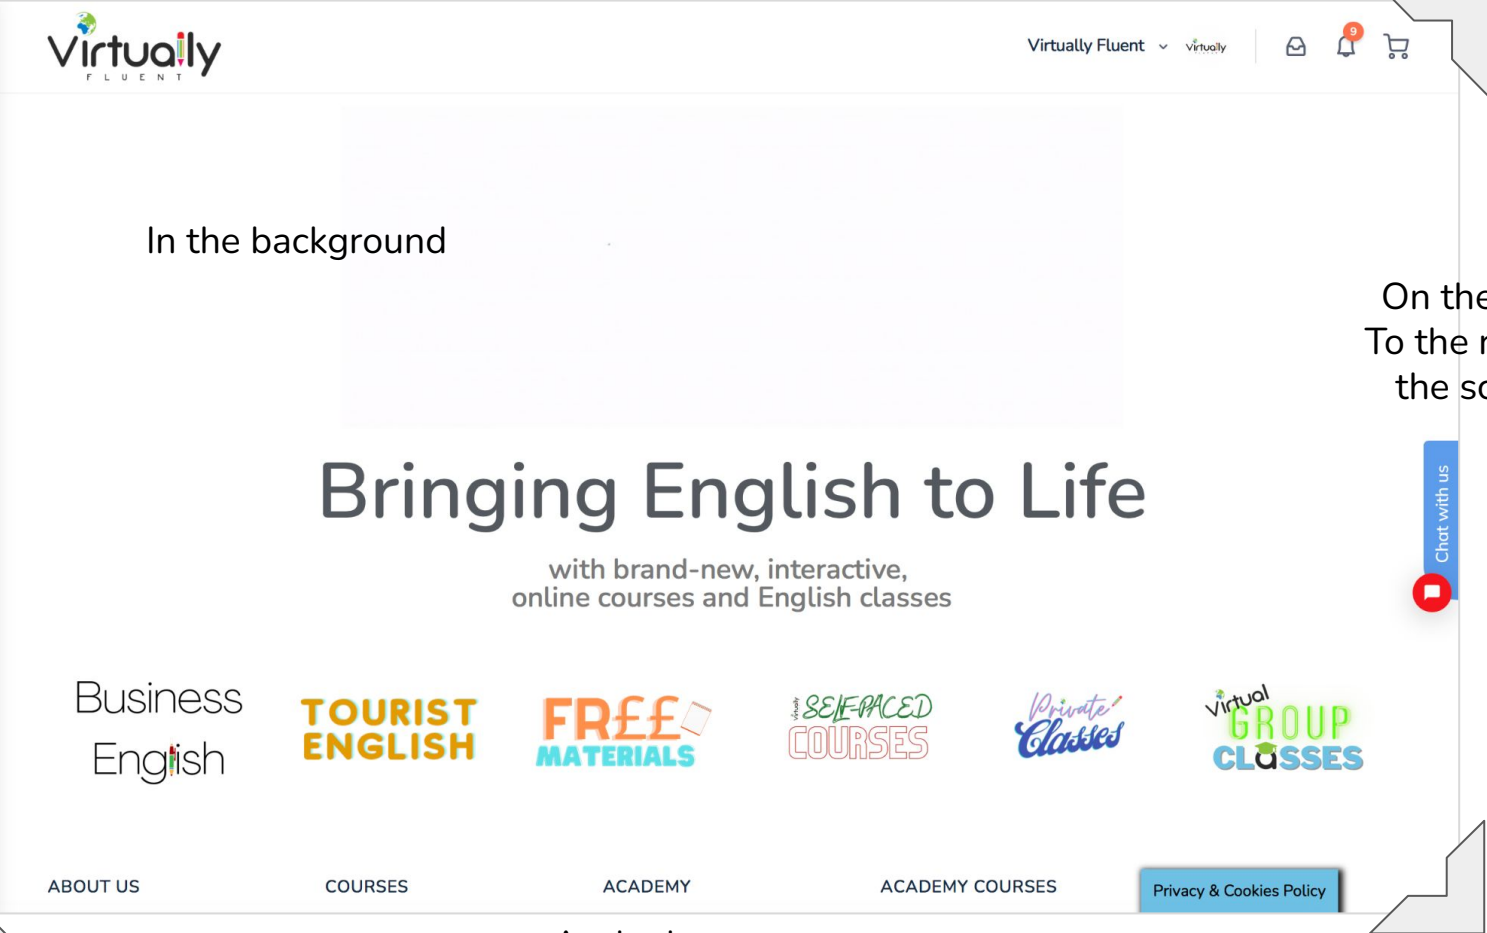 Virtually
FLUENT
Virtually Fluent
Virtually
9
In the background
On the
To the
the
Chat with us
Bringing English to Life
with brand-new, interactive,
online courses and English classes
Business
English
TOURIST
ENGLISH
FR££
MATERIALS
Virtually
SELF-PACED
COURSES
Private
Classes
Virtual
GROUP
CLASSES
ABOUT US
COURSES
ACADEMY
ACADEMY COURSES
Privacy & Cookies Policy